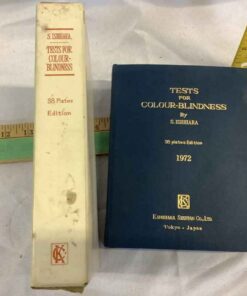 S. ISHIHARA
TESTS FOR
COLOUR-
BLINDNESS
38 Plates
Edition
TESTS
FOR
COLOUR-BLINDNESS
By
S. ISHIHARA
38 plates Edition
1972
KANEHARA SHUPPAN CO., Ltd.
Tokyo - Japan